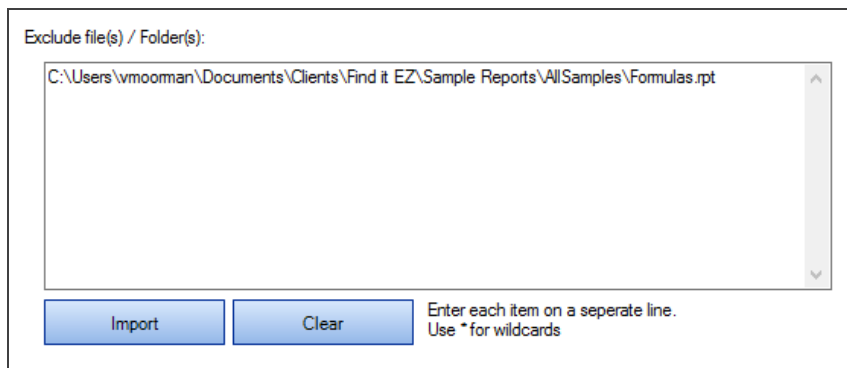 Exclude file(s) / Folder(s):
C:\Users\vmoorman\Documents\Clients\Find it EZ\Sample Reports\AllSamples\Formulas.rpt
Import
Clear
Enter each item on a seperate line.
Use * for wildcards